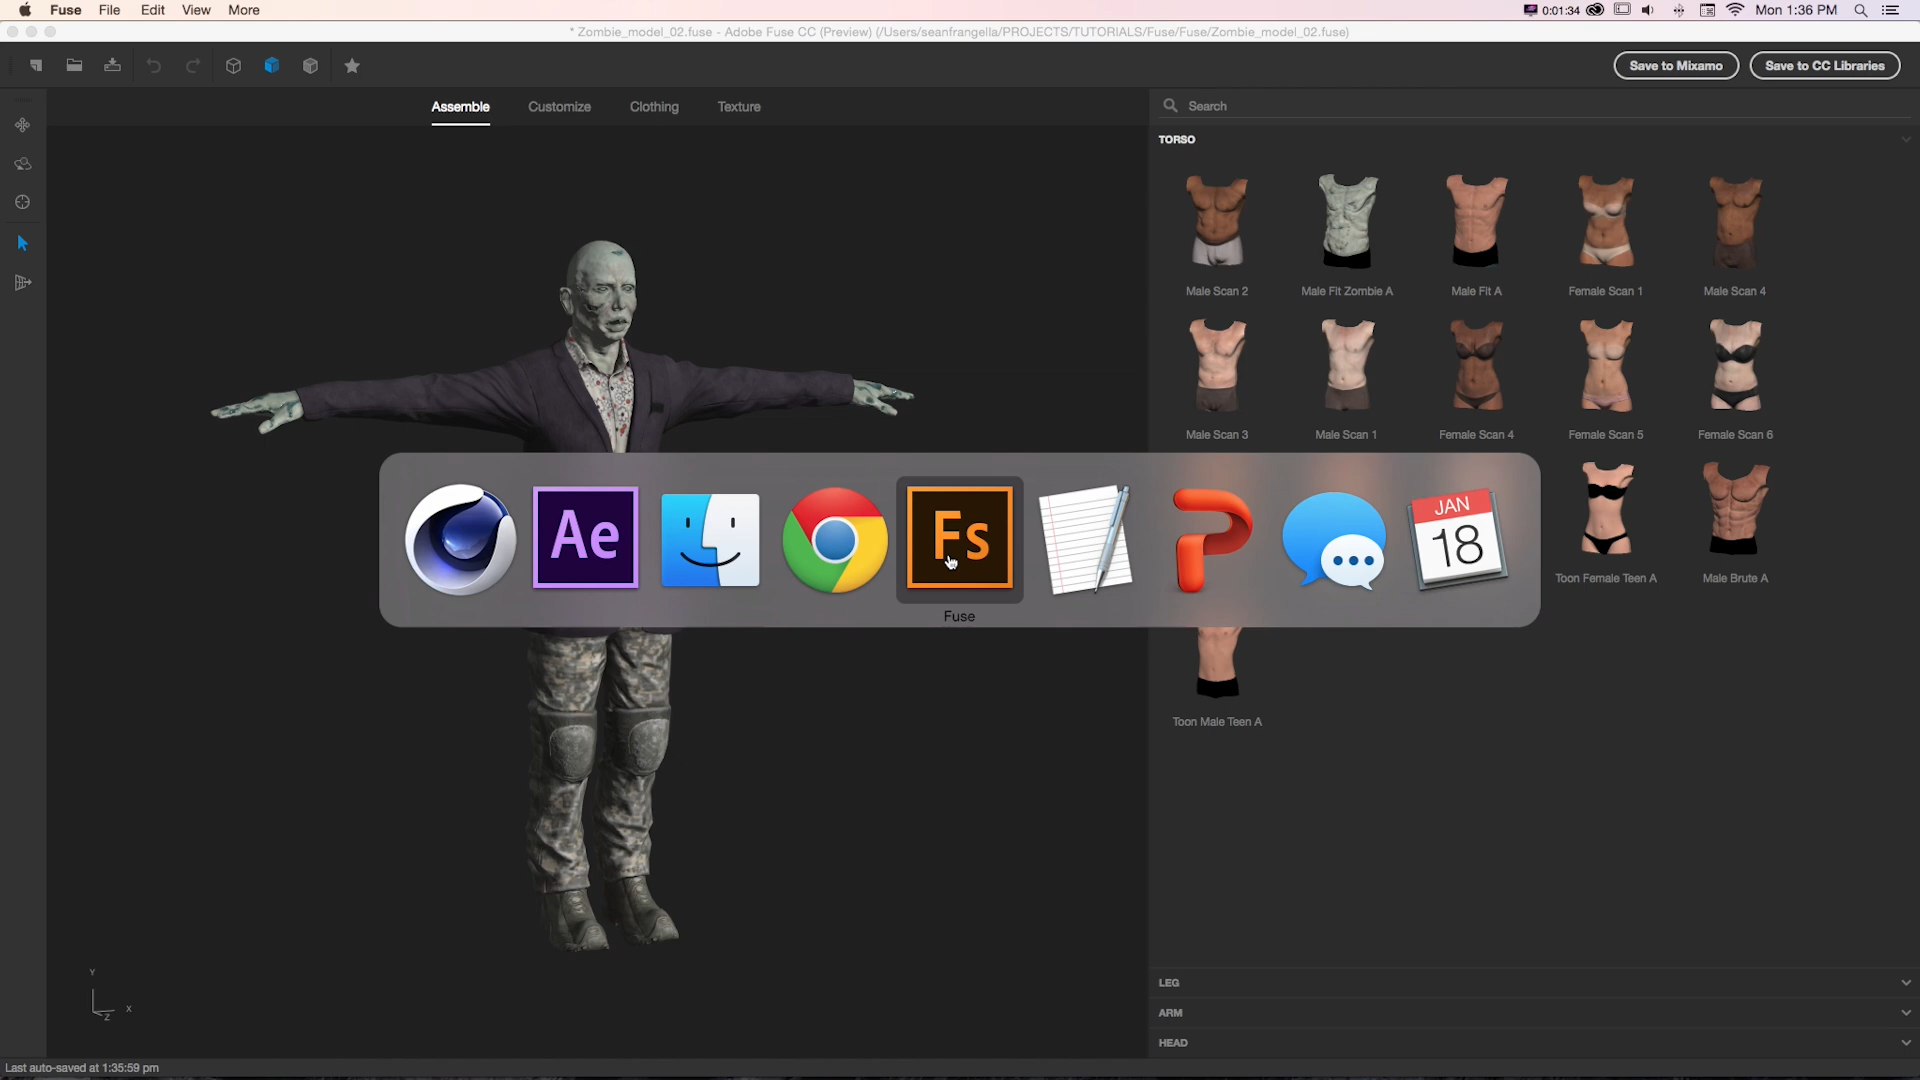 Fuse File Edit View More 0:01:34 Mon 1:36 PM
* Zombie_model_02.fuse - Adobe Fuse CC (Preview) (/Users/seanfrangella/PROJECTS/TUTORIALS/Fuse/Fuse/Zombie_model_02.fuse)
Save to Mixamo Save to CC Libraries
Assemble Customize Clothing Texture
Search
TORSO
Male Scan 2 Male Fit Zombie A Male Fit A Female Scan 1 Male Scan 4
Male Scan 3 Male Scan 1 Female Scan 4 Female Scan 5 Female Scan 6
Ae Fs JAN 18
Toon Female Teen A Male Brute A
Fuse
Toon Male Teen A
Y
X
Z
LEG
ARM
HEAD
Last auto-saved at 1:35:59 pm